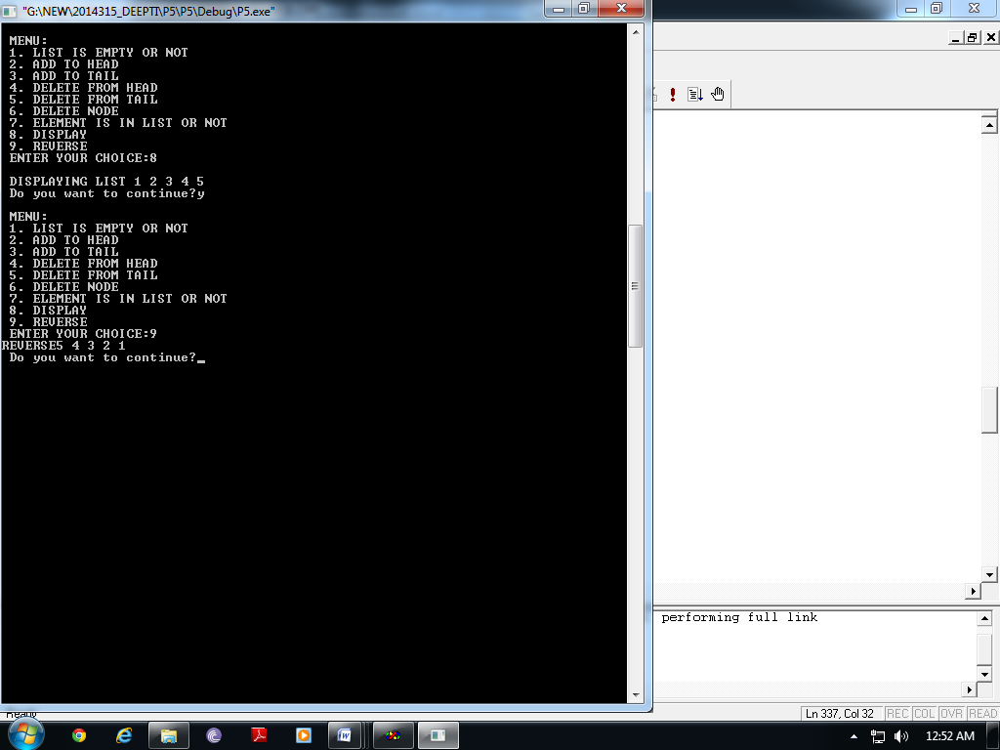 "G:\NEW\2014315_DEEPTI\P5\P5\Debug\P5.exe"
MENU:
1. LIST IS EMPTY OR NOT
2. ADD TO HEAD
3. ADD TO TAIL
4. DELETE FROM HEAD
5. DELETE FROM TAIL
6. DELETE NODE
7. ELEMENT IS IN LIST OR NOT
8. DISPLAY
9. REVERSE
ENTER YOUR CHOICE:8
DISPLAYING LIST 1 2 3 4 5
Do you want to continue?y
MENU:
1. LIST IS EMPTY OR NOT
2. ADD TO HEAD
3. ADD TO TAIL
4. DELETE FROM HEAD
5. DELETE FROM TAIL
6. DELETE NODE
7. ELEMENT IS IN LIST OR NOT
8. DISPLAY
9. REVERSE
ENTER YOUR CHOICE:9
REVERSE5 4 3 2 1
Do you want to continue?_
performing full link
Ready
Ln 337, Col 32 REC COL OVR READ
12:52 AM